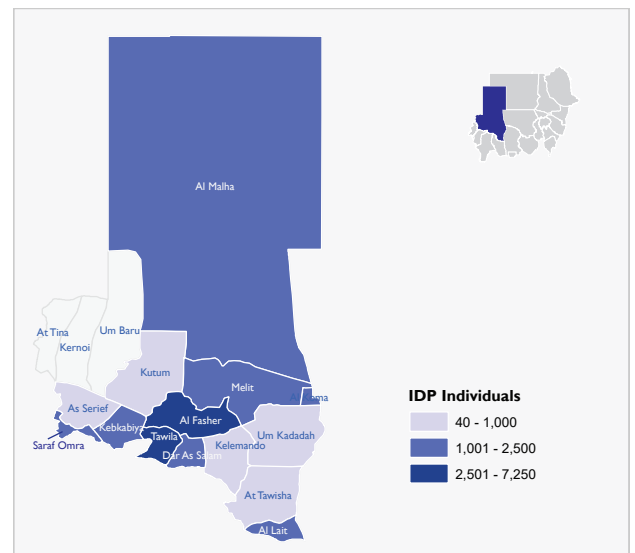 Al Malha
Um Baru
At Tina
Kernoi
Kutum
Melit
As Serief
Al Fasher
Kebkabiya
Um Kadadah
Tawila
Saraf Omra
Kelemando
Dar As Salam
At Tawisha
Al Lait
IDP Individuals
40 - 1,000
1,001 - 2,500
2,501 - 7,250